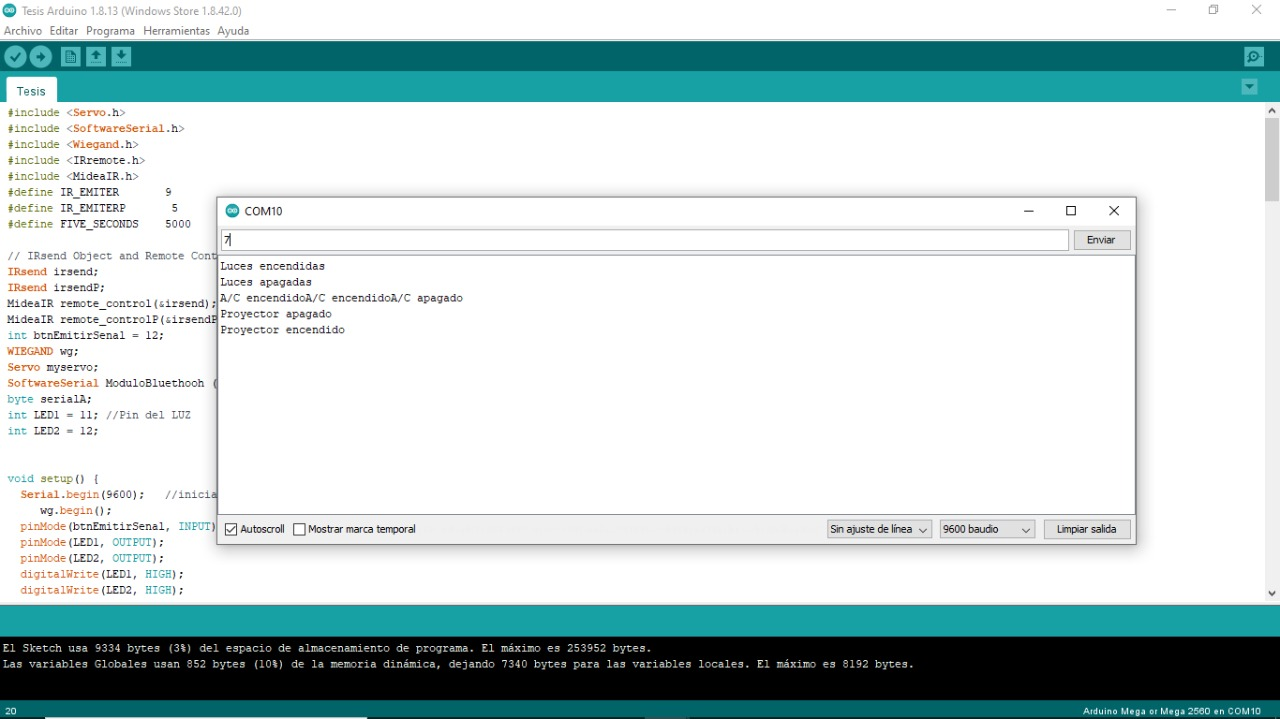 Tesis Arduino 1.8.13 (Windows Store 1.8.42.0)
Archivo Editar Programa Herramientas Ayuda
Tesis
#include <Servo.h>
#include <SoftwareSerial.h>
#include <Wiegand.h>
#include <IRremote.h>
#include <MideaIR.h>
#define IR_EMITER       9
#define IR_EMITERP       5
#define FIVE_SECONDS    5000
// IRsend Object and Remote Cont
IRsend irsend;
IRsend irsendP;
MideaIR remote_control(&irsend);
MideaIR remote_controlP(&irsendP
int btnEmitirSenal = 12;
WIEGAND wg;
Servo myservo;
SoftwareSerial ModuloBluethooh (
byte serialA;
int LED1 = 11; //Pin del LUZ
int LED2 = 12;
void setup() {
Serial.begin(9600);   //inicia
wg.begin();
pinMode(btnEmitirSenal, INPUT)
pinMode(LED1, OUTPUT);
pinMode(LED2, OUTPUT);
digitalWrite(LED1, HIGH);
digitalWrite(LED2, HIGH);
COM10
7
Enviar
Luces encendidas
Luces apagadas
A/C encendidoA/C encendidoA/C apagado
Proyector apagado
Proyector encendido
Autoscroll Mostrar marca temporal
Sin ajuste de línea 9600 baudio Limpiar salida
El Sketch usa 9334 bytes (3%) del espacio de almacenamiento de programa. El máximo es 253952 bytes.
Las variables Globales usan 852 bytes (10%) de la memoria dinámica, dejando 7340 bytes para las variables locales. El máximo es 8192 bytes.
20
Arduino Mega or Mega 2560 en COM10